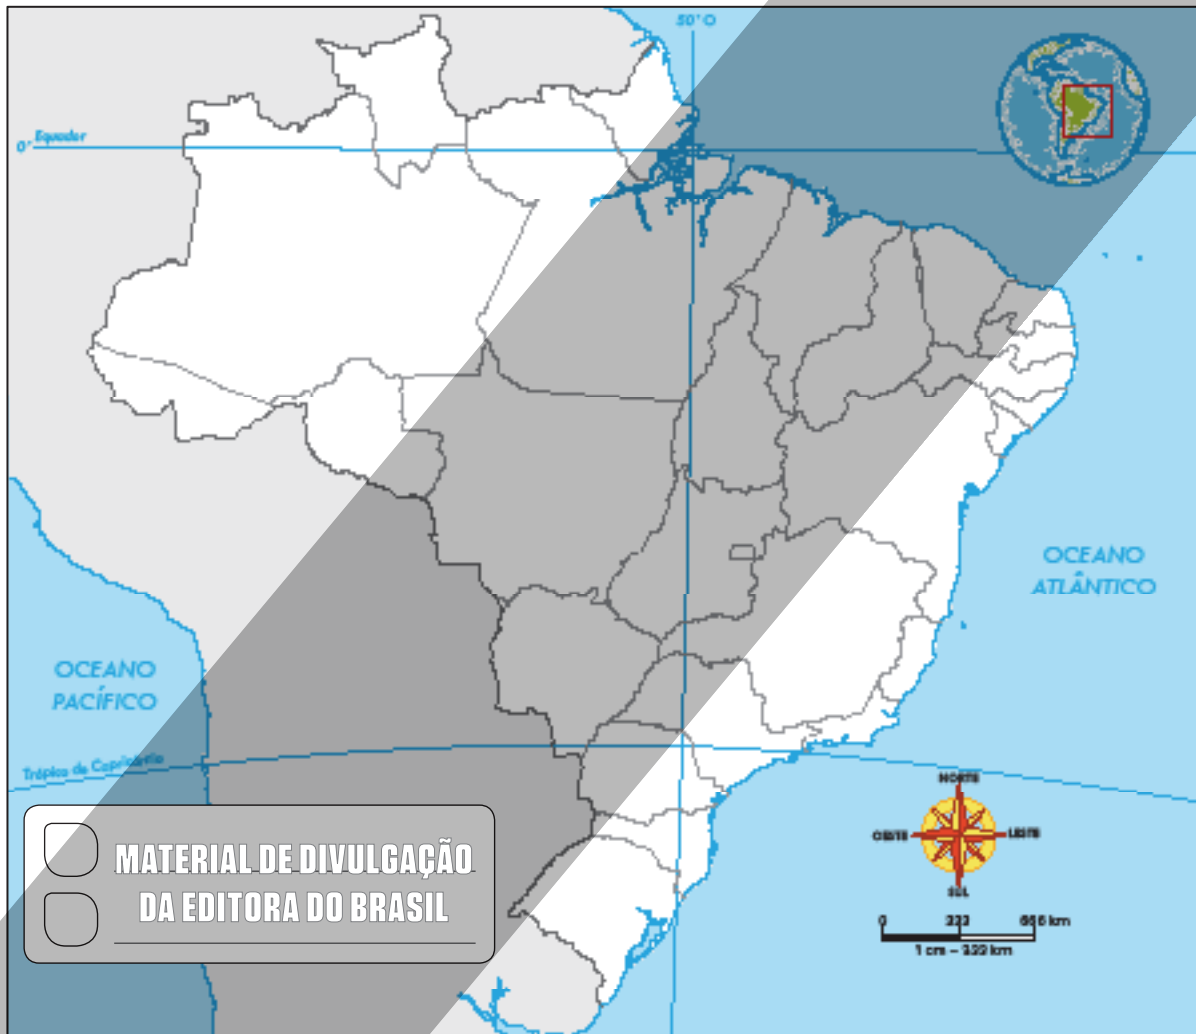 50° O
0° Equador
OCEANO
ATLÂNTICO
OCEANO
PACÍFICO
Trópico de Capricórnio
NORTE
OESTE
LESTE
SUL
0 333 666 km
1 cm – 333 km
MATERIAL DE DIVULGAÇÃO
DA EDITORA DO BRASIL